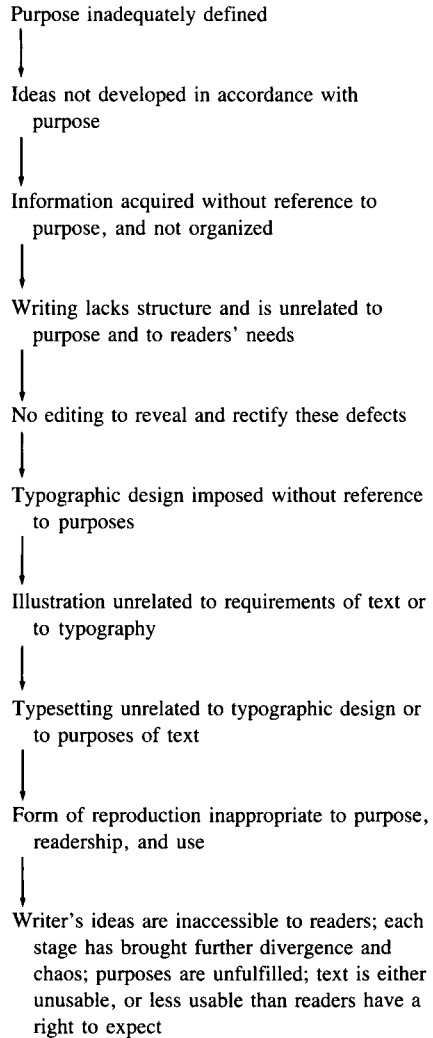 Purpose inadequately defined
Ideas not developed in accordance with
purpose
Information acquired without reference to
purpose, and not organized
Writing lacks structure and is unrelated to
purpose and to readers' needs
No editing to reveal and rectify these defects
Typographic design imposed without reference
to purposes
Illustration unrelated to requirements of text or
to typography
Typesetting unrelated to typographic design or
to purposes of text
Form of reproduction inappropriate to purpose,
readership, and use
Writer's ideas are inaccessible to readers; each
stage has brought further divergence and
chaos; purposes are unfulfilled; text is either
unusable, or less usable than readers have a
right to expect